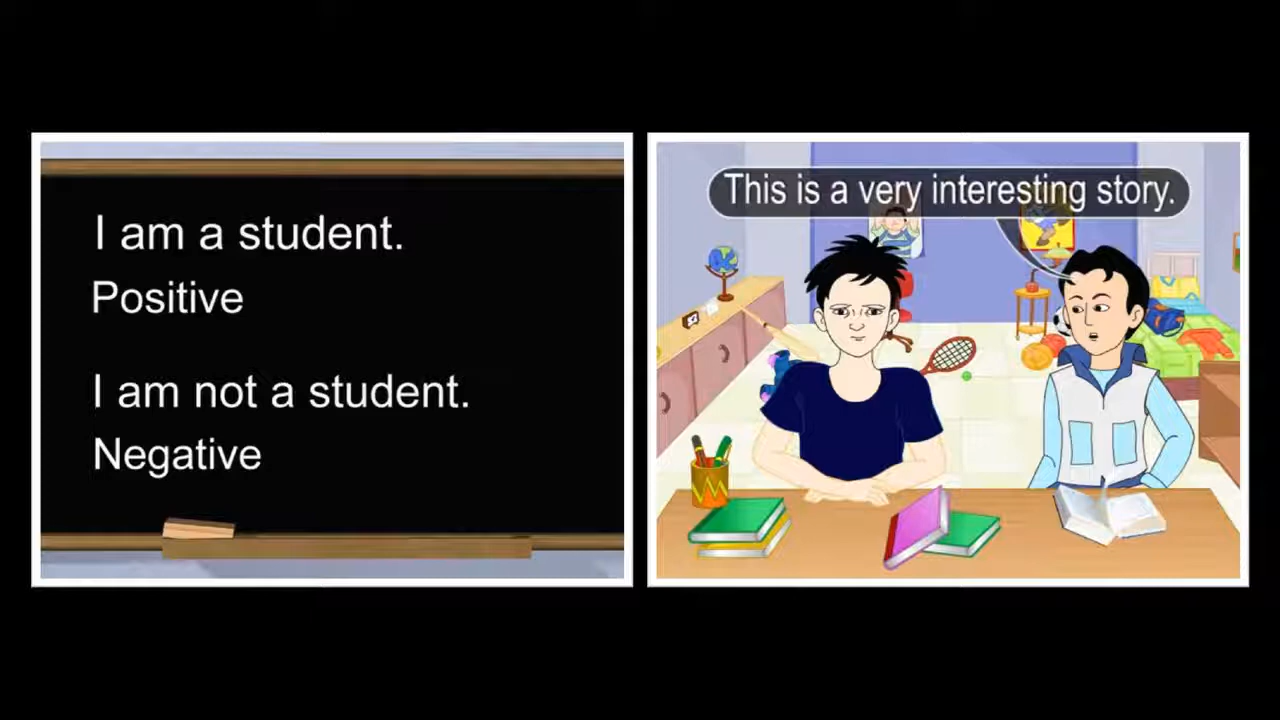 I am a student.
Positive
I am not a student.
Negative
This is a very interesting story.